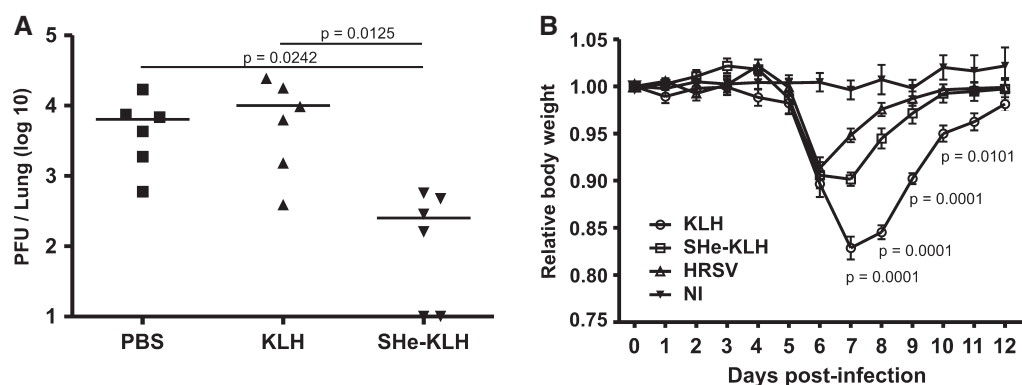 A
5
4
3
2
1
PFU / Lung (log 10)
p = 0.0125
p = 0.0242
PBS
KLH
SHe-KLH
B
1.05
1.00
0.95
0.90
0.85
0.80
0.75
Relative body weight
KLH
SHe-KLH
HRSV
NI
p = 0.0101
p = 0.0001
p = 0.0001
p = 0.0001
0 1 2 3 4 5 6 7 8 9 10 11 12
Days post-infection